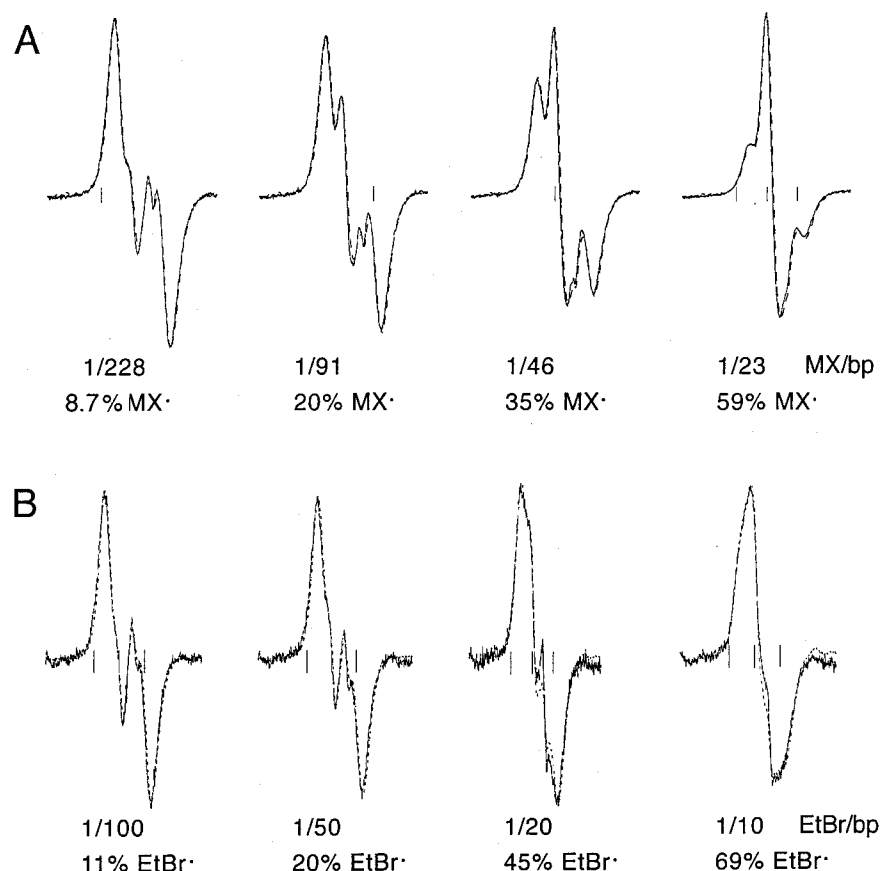 A
1/228 1/91 1/46 1/23 MX/bp
8.7% MX· 20% MX· 35% MX· 59% MX·
B
1/100 1/50 1/20 1/10 EtBr/bp
11% EtBr· 20% EtBr· 45% EtBr· 69% EtBr·